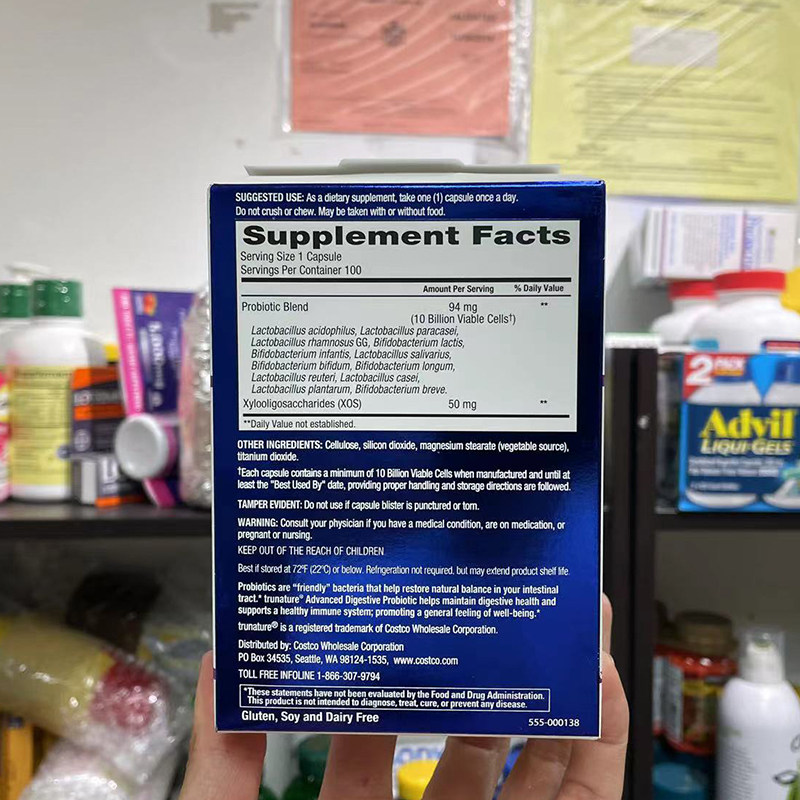 SUGGESTED USE: As a dietary supplement, take one (1) capsule once a day.
Do not crush or chew. May be taken with or without food.
Supplement Facts
Serving Size 1 Capsule
Servings Per Container 100
Amount Per Serving % Daily Value
Probiotic Blend 94 mg **
(10 Billion Viable Cells†)
Lactobacillus acidophilus, Lactobacillus paracasei,
Lactobacillus rhamnosus GG, Bifidobacterium lactis,
Bifidobacterium infantis, Lactobacillus salivarius,
Bifidobacterium bifidum, Bifidobacterium longum,
Lactobacillus reuteri, Lactobacillus casei,
Lactobacillus plantarum, Bifidobacterium breve.
Xylooligosaccharides (XOS) 50 mg **
**Daily Value not established.
OTHER INGREDIENTS: Cellulose, silicon dioxide, magnesium stearate (vegetable source),
titanium dioxide.
†Each capsule contains a minimum of 10 Billion Viable Cells when manufactured and until at
least the "Best Used By" date, providing proper handling and storage directions are followed.
TAMPER EVIDENT: Do not use if capsule blister is punctured or torn.
WARNING: Consult your physician if you have a medical condition, are on medication, or
pregnant or nursing.
KEEP OUT OF THE REACH OF CHILDREN.
Best if stored at 72°F (22°C) or below. Refrigeration not required, but may extend product shelf life.
Probiotics are "friendly" bacteria that help restore natural balance in your intestinal
tract.* trunature® Advanced Digestive Probiotic helps maintain digestive health and
supports a healthy immune system; promoting a general feeling of well-being.*
trunature® is a registered trademark of Costco Wholesale Corporation.
Distributed by: Costco Wholesale Corporation
PO Box 34535, Seattle, WA 98124-1535, www.costco.com
TOLL FREE INFOLINE 1-866-307-9794
*These statements have not been evaluated by the Food and Drug Administration.
This product is not intended to diagnose, treat, cure, or prevent any disease.
Gluten, Soy and Dairy Free 555-000138
2 PACK
Advil
LIQUI-GELS